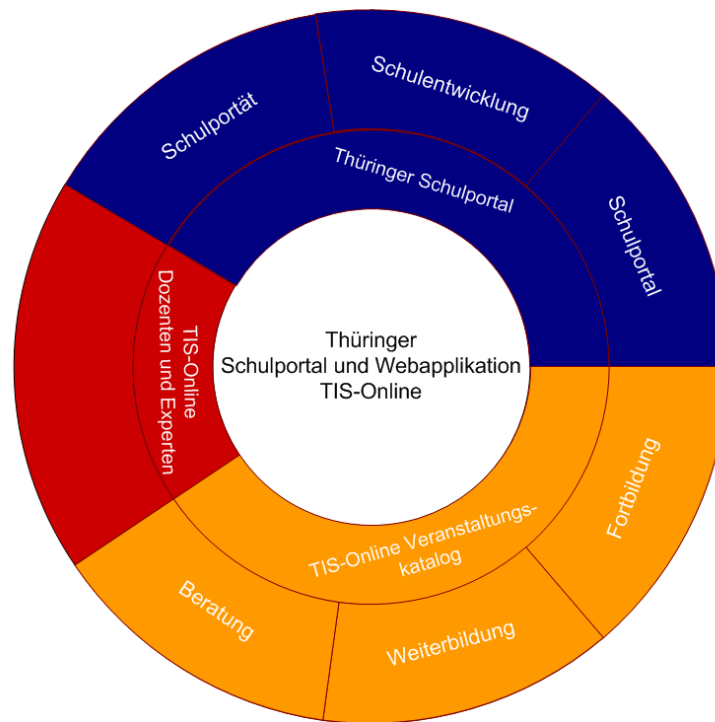 Schulportät
Schulentwicklung
Schulportal
Thüringer Schulportal
TIS-Online
Dozenten und Experten
Thüringer
Schulportal und Webapplikation
TIS-Online
TIS-Online Veranstaltungs-
katalog
Fortbildung
Weiterbildung
Beratung